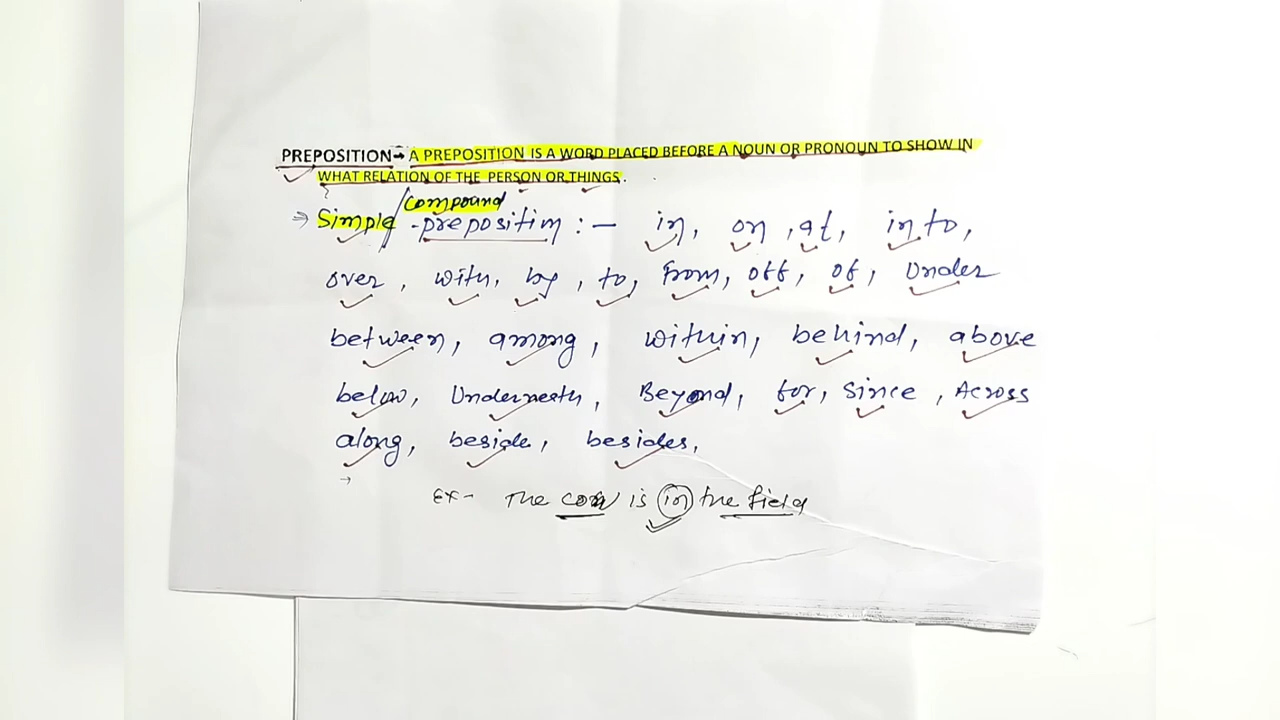 PREPOSITION→ A PREPOSITION IS A WORD PLACED BEFORE A NOUN OR PRONOUN TO SHOW IN
WHAT RELATION OF THE PERSON OR THINGS.
⇒ Simple/compound -preposition :- in, on, at, into,
over, with, by, to, from, off, of, Under
between, among, within, behind, above
below, Underneath, Beyond, for, Since, Across
along, beside, besides,
Ex- The cow is in the field